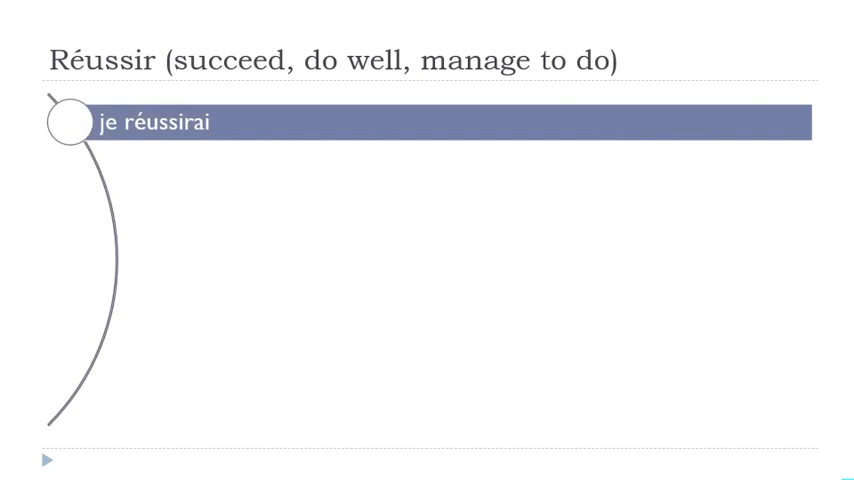 Réussir (succeed, do well, manage to do)
je réussirai